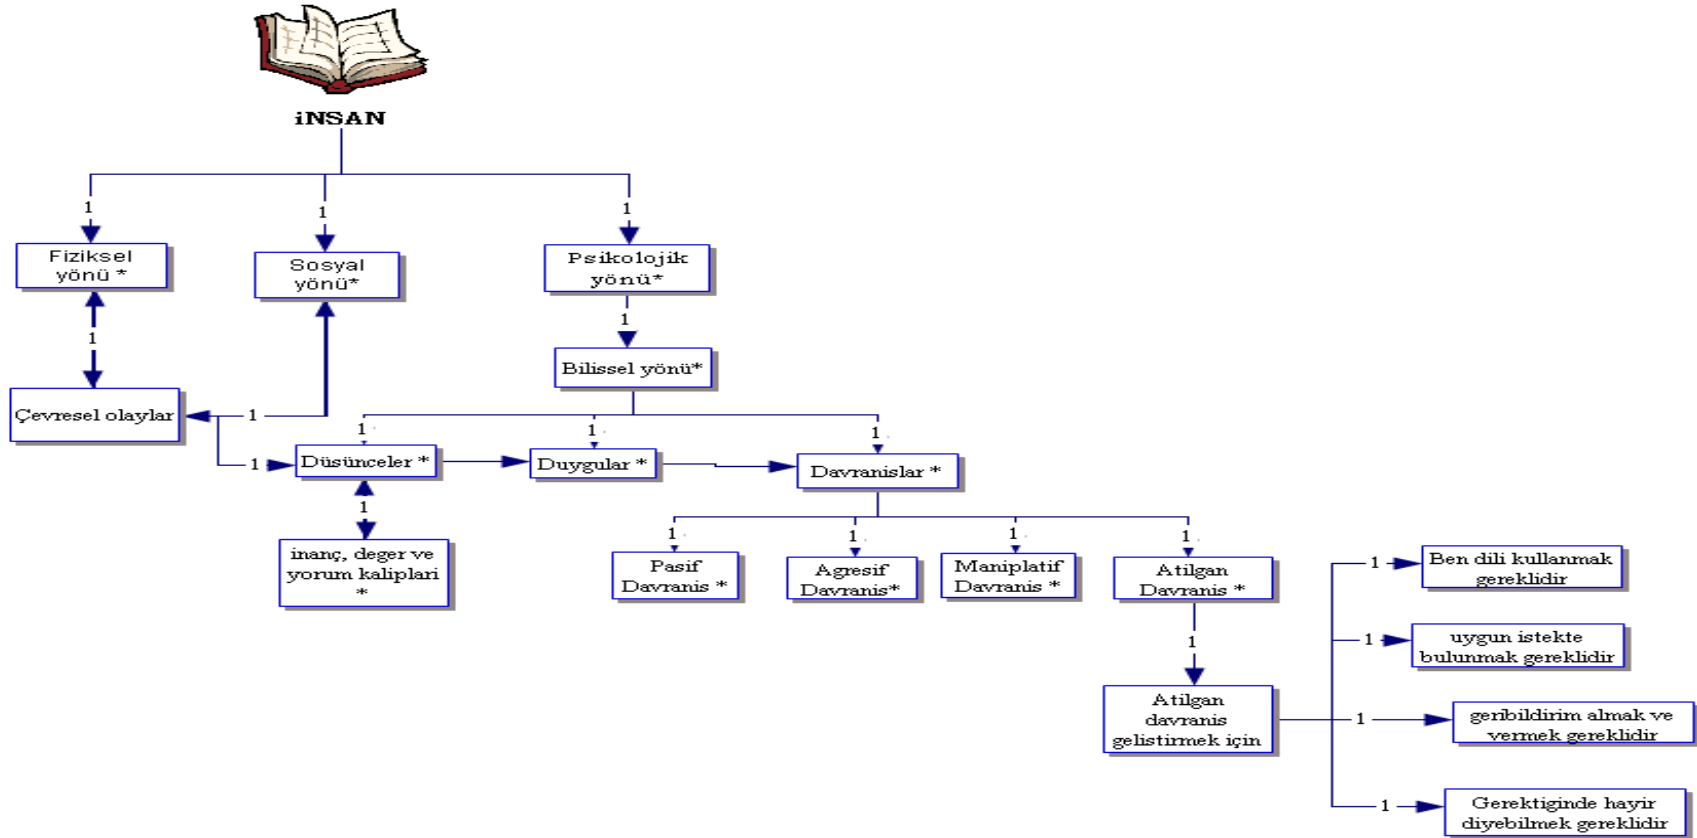 iNSAN
1
1
1
Fiziksel
yönü *
Sosyal
yönü*
Psikolojik
yönü*
1
1
Bilissel yönü*
Çevresel olaylar
1
1
1
1.
1.
1.
Düsünceler *
Duygular *
Davranislar *
1
inanç, deger ve
yorum kaliplari
*
1.
1.
1.
1.
Pasif
Davranis *
Agresif
Davranis*
Maniplatif
Davranis *
Atilgan
Davranis *
1
Atilgan
davranis
gelistirmek için
1
Ben dili kullanmak
gereklidir
1
uygun istekte
bulunmak gereklidir
1
geribildirim almak ve
vermek gereklidir
1
Gerektiginde hayir
diyebilmek gereklidir